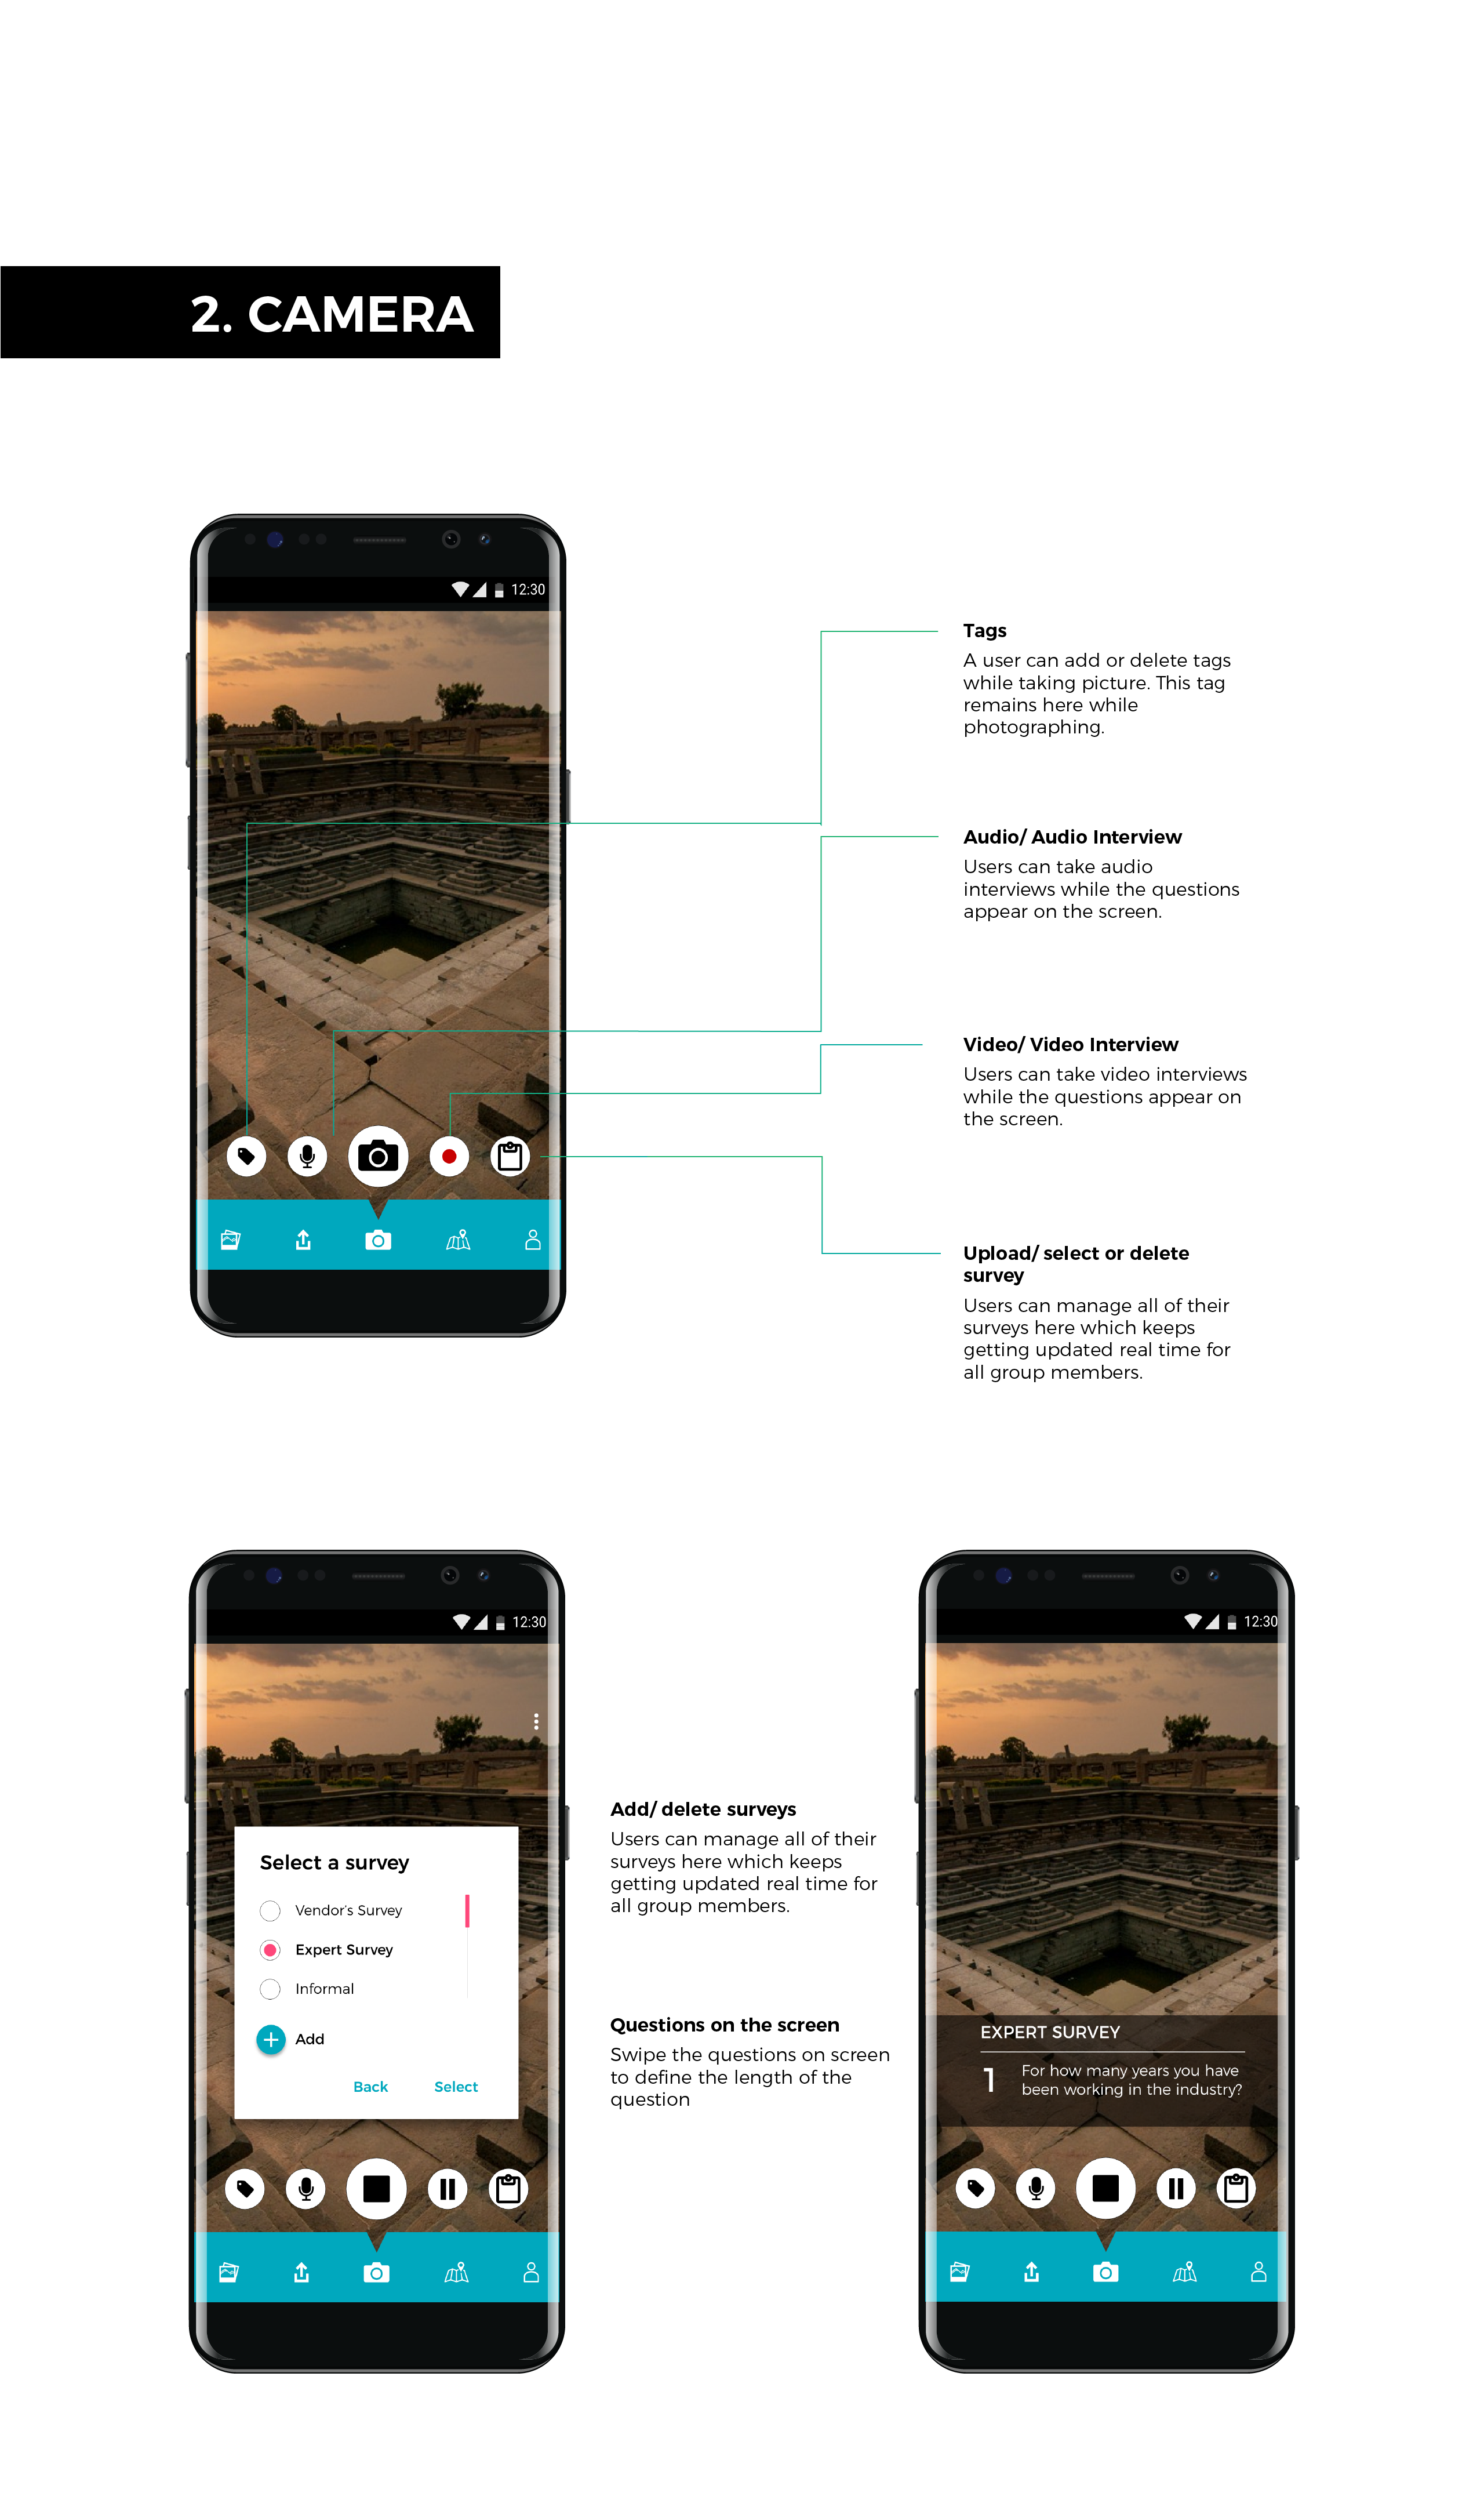 2. CAMERA
12:30
Tags
A user can add or delete tags
while taking picture. This tag
remains here while
photographing.
Audio/ Audio Interview
Users can take audio
interviews while the questions
appear on the screen.
Video/ Video Interview
Users can take video interviews
while the questions appear on
the screen.
Upload/ select or delete
survey
Users can manage all of their
surveys here which keeps
getting updated real time for
all group members.
12:30
Select a survey
Vendor's Survey
Expert Survey
Informal
Add
Back Select
Add/ delete surveys
Users can manage all of their
surveys here which keeps
getting updated real time for
all group members.
Questions on the screen
Swipe the questions on screen
to define the length of the
question
12:30
EXPERT SURVEY
1 For how many years you have
been working in the industry?